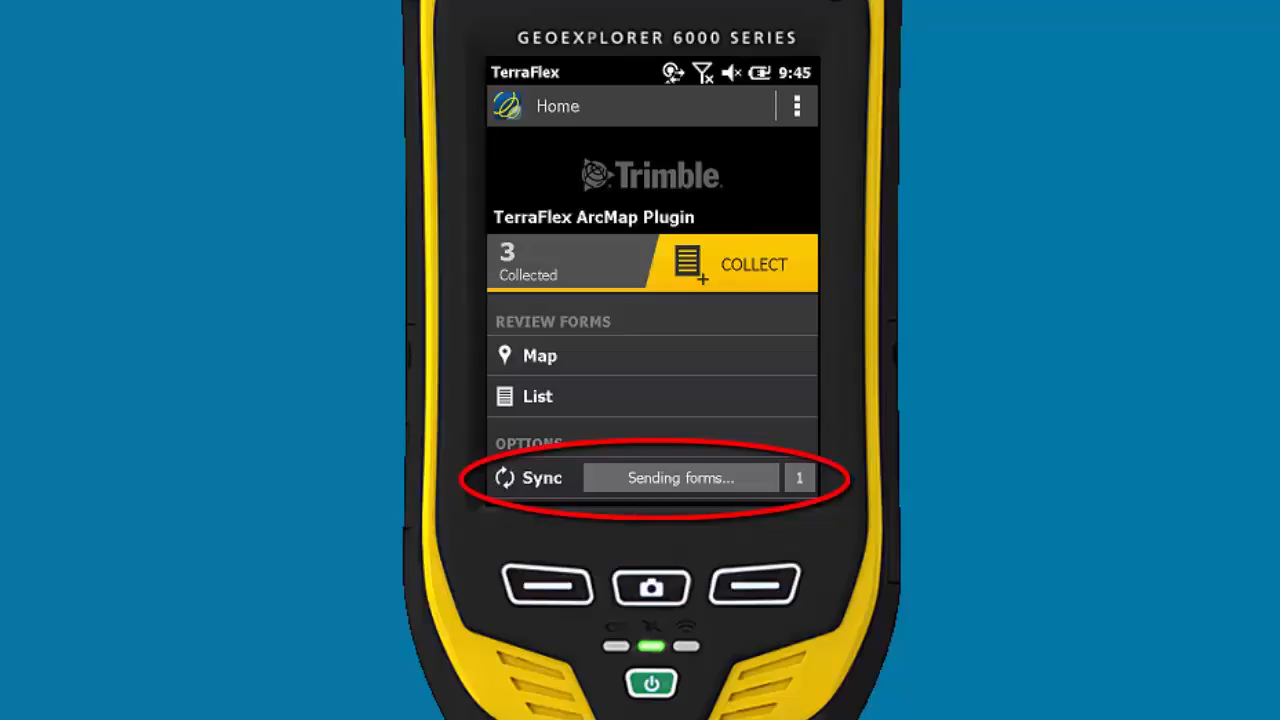 GEOEXPLORER 6000 SERIES
TerraFlex 9:45
Home
Trimble
TerraFlex ArcMap Plugin
3
Collected
COLLECT
REVIEW FORMS
Map
List
OPTIONS
Sync Sending forms... 1